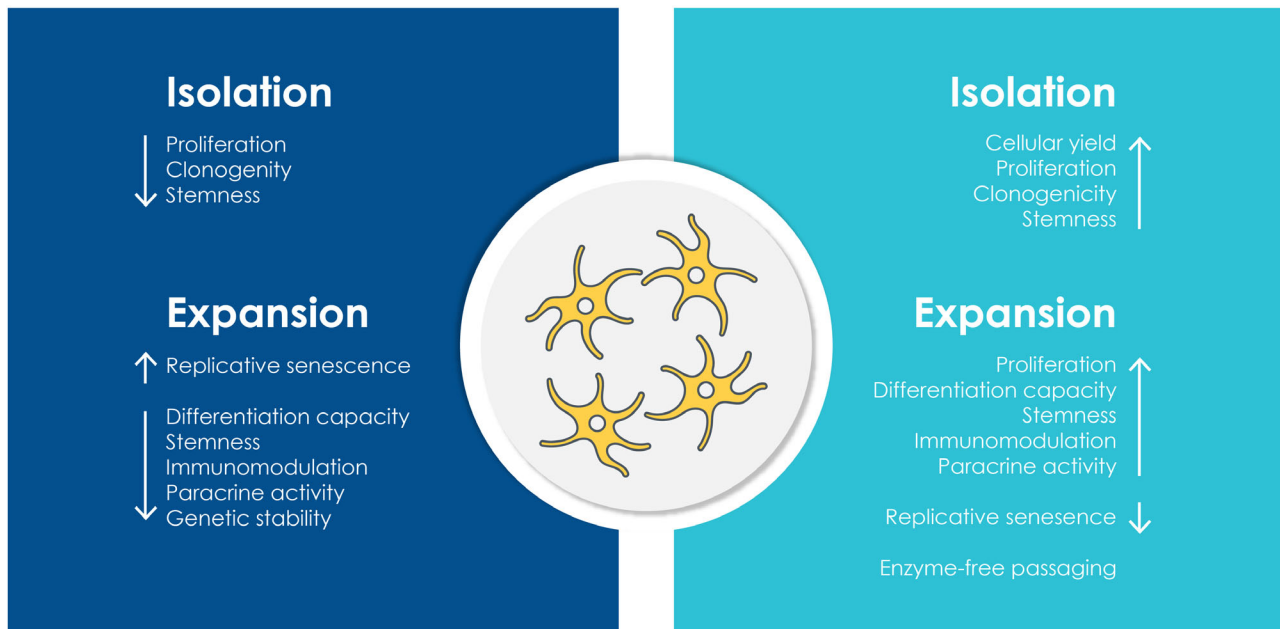 Isolation
Proliferation
Clonogenity
Stemness
Expansion
Replicative senescence
Differentiation capacity
Stemness
Immunomodulation
Paracrine activity
Genetic stability
Isolation
Cellular yield
Proliferation
Clonogenicity
Stemness
Expansion
Proliferation
Differentiation capacity
Stemness
Immunomodulation
Paracrine activity
Replicative senesence
Enzyme-free passaging